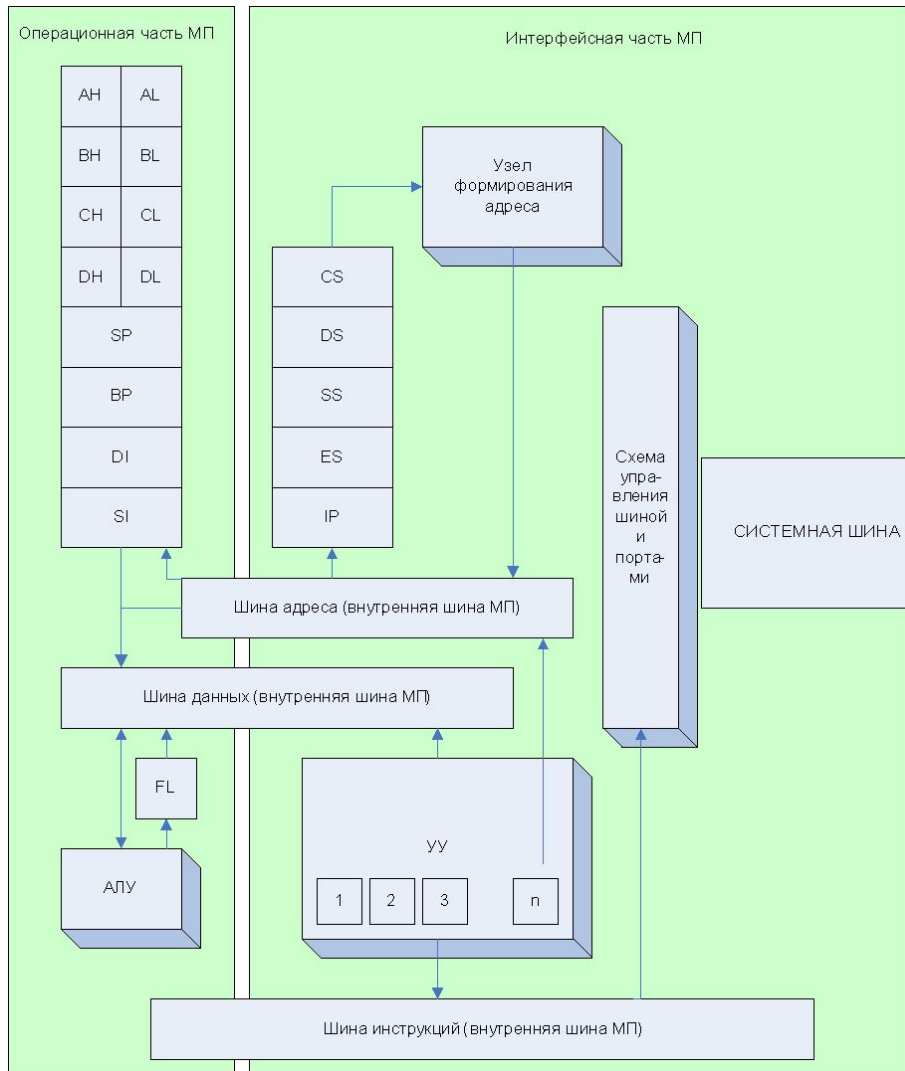 Операционная часть МП
Интерфейсная часть МП
AH AL
BH BL
CH CL
DH DL
SP
BP
DI
SI
Узел
формирования
адреса
CS
DS
SS
ES
IP
Схема
управ-
ления
шиной
и
порта-
ми
СИСТЕМНАЯ ШИНА
Шина адреса (внутренняя шина МП)
Шина данных (внутренняя шина МП)
FL
АЛУ
УУ
1 2 3 n
Шина инструкций (внутренняя шина МП)